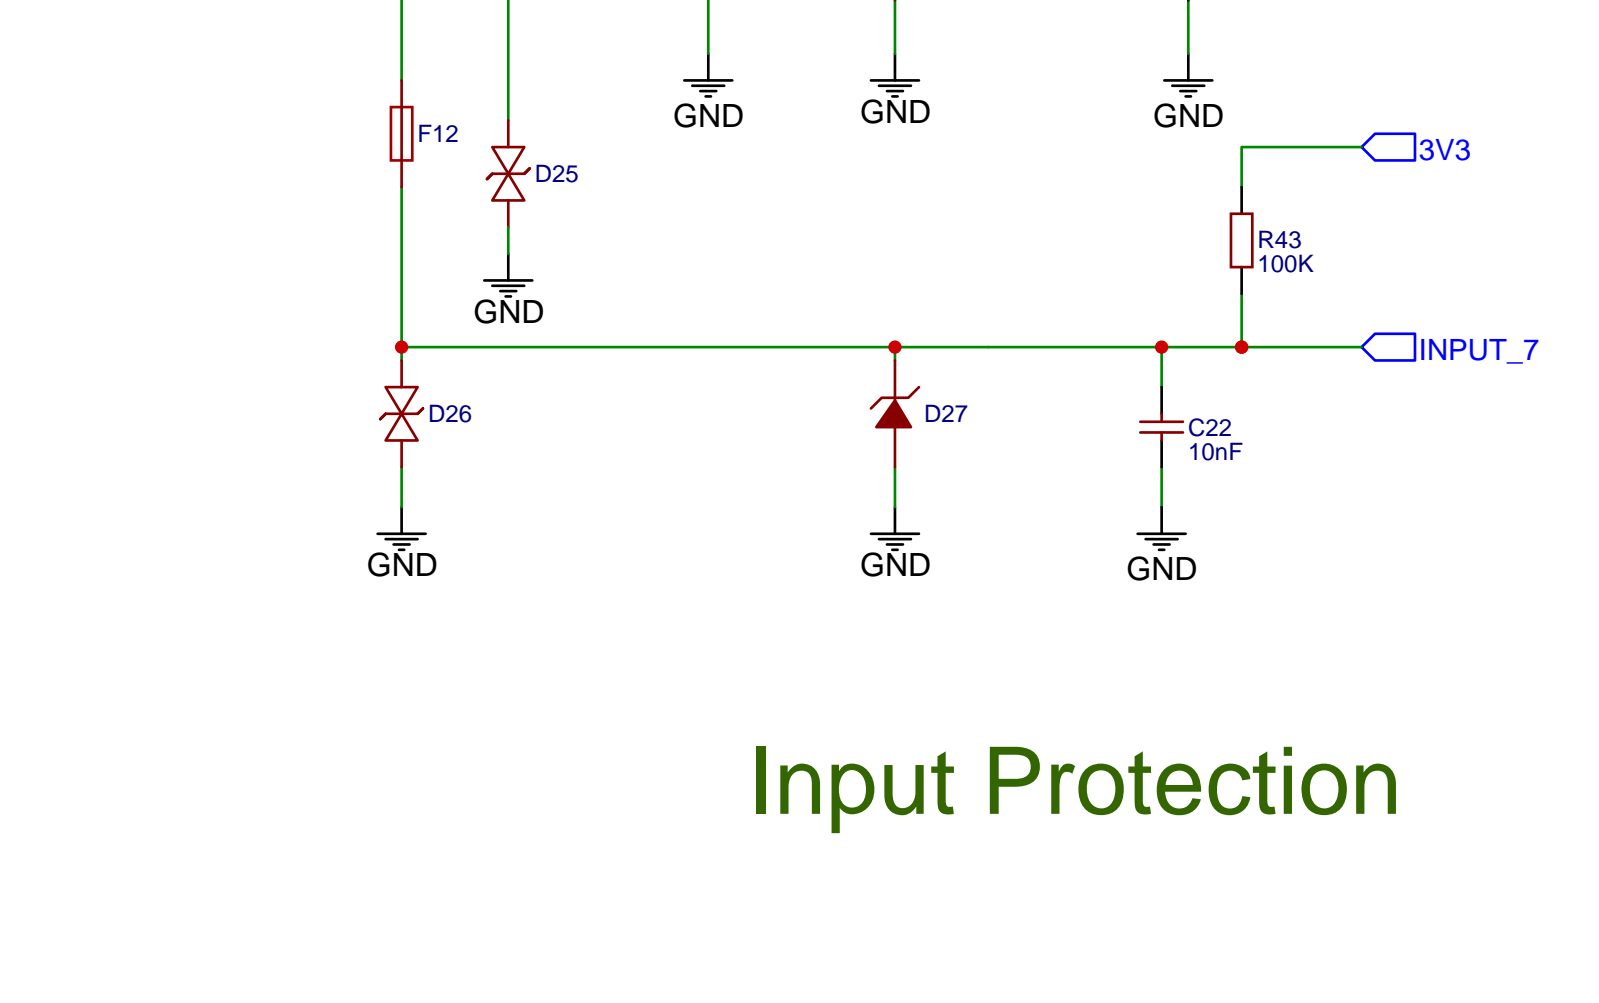 GND
GND
GND
F12
3V3
D25
R43
100K
GND
INPUT_7
D26
D27
C22
10nF
GND
GND
GND
Input Protection